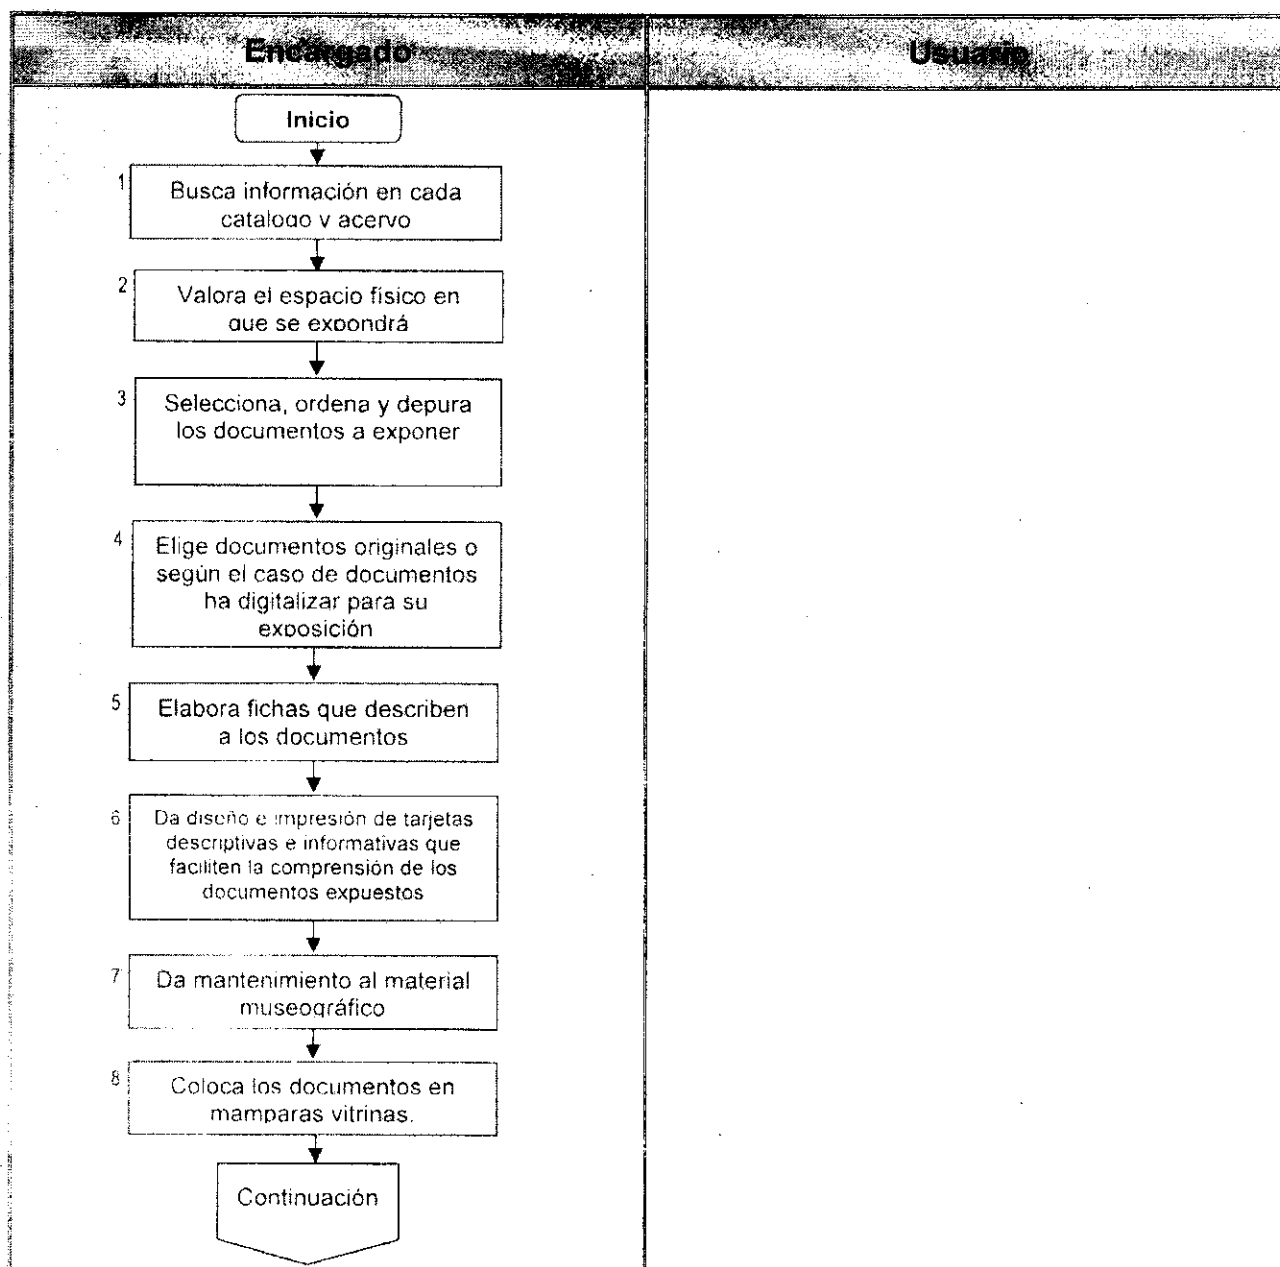 Encargado
Usuario
Inicio
1
Busca información en cada
catalogo y acervo
2
Valora el espacio físico en
que se expondrá
3
Selecciona, ordena y depura
los documentos a exponer
4
Elige documentos originales o
según el caso de documentos
ha digitalizar para su
exposición
5
Elabora fichas que describen
a los documentos
6
Da diseño e impresión de tarjetas
descriptivas e informativas que
faciliten la comprensión de los
documentos expuestos
7
Da mantenimiento al material
museográfico
8
Coloca los documentos en
mamparas vitrinas.
Continuación